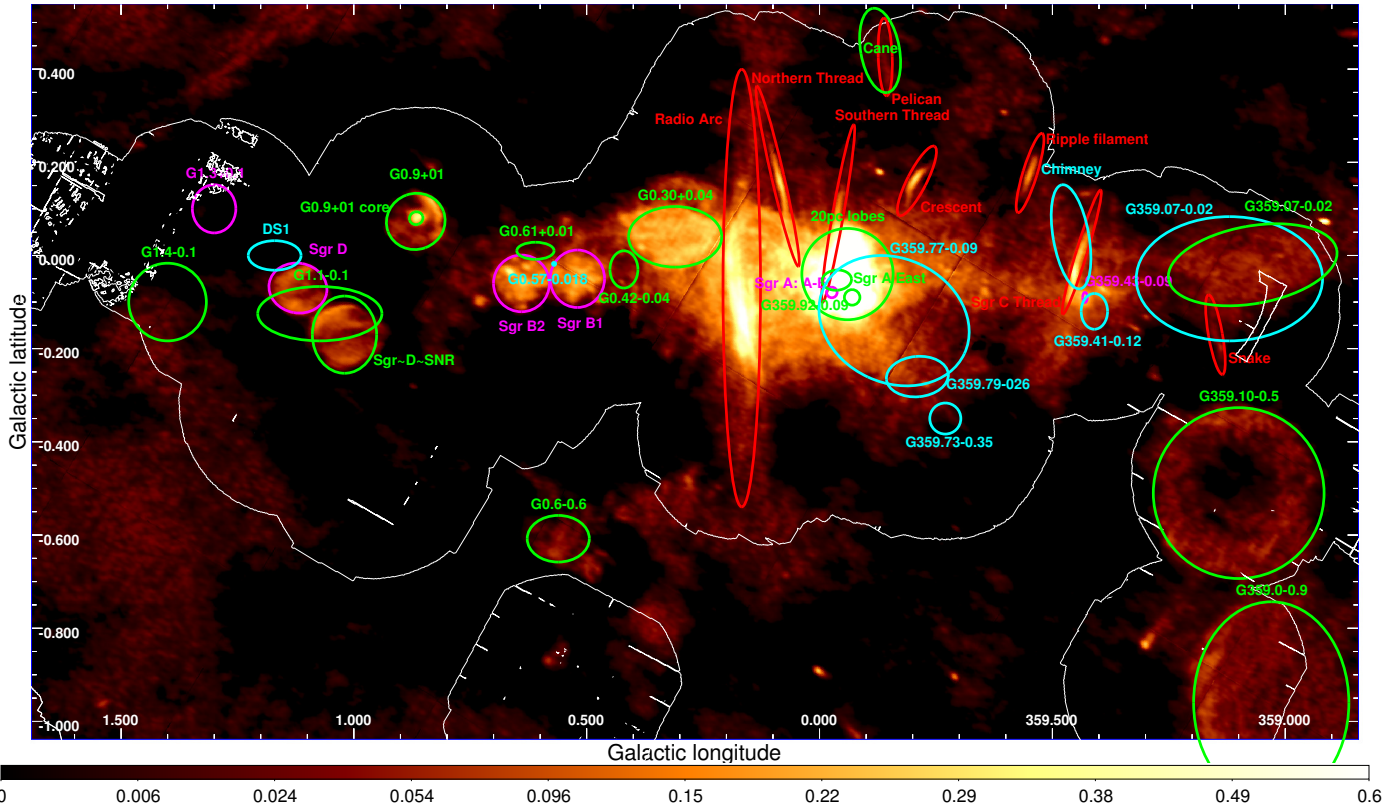 Cane
Northern Thread
0.400
Pelican
Southern Thread
Radio Arc
Ripple filament
0.200
Chimney
G0.9+01
G0.30+0.04
G0.9+01 core
Crescent
G359.07-0.02
G359.07-0.02
20pc lobes
DS1
G0.61+01
Sgr D
G1.4-0.1
G359.77-0.09
0.000
G1.1-0.1
G0.57-0.018
Sgr A East
Sgr A: A-D
G0.42-0.04
G359.92-0.09
Sgr C Thread
Sgr B2
Sgr B1
G359.41-0.12
-0.200
Sgr~D~SNR
Snake
G359.79-026
G359.10-0.5
-0.400
G359.73-0.35
G0.6-0.6
-0.600
G359.0-0.9
-0.800
-1.000
1.500
1.000
0.500
0.000
359.500
359.000
Galactic latitude
Galactic longitude
0
0.006
0.024
0.054
0.096
0.15
0.22
0.29
0.38
0.49
0.6